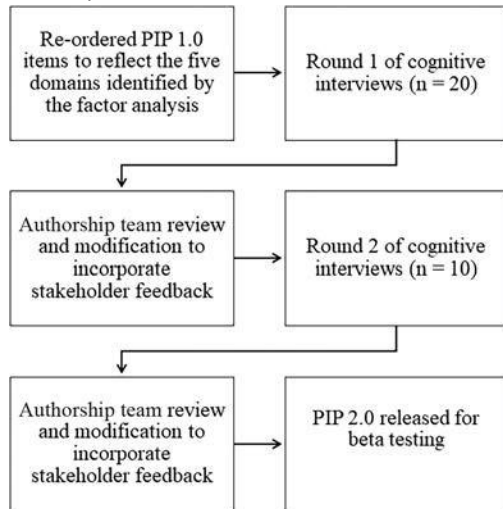 Re-ordered PIP 1.0
items to reflect the five
domains identified by
the factor analysis
Round 1 of cognitive
interviews (n = 20)
Authorship team review
and modification to
incorporate
stakeholder feedback
Round 2 of cognitive
interviews (n = 10)
Authorship team review
and modification to
incorporate
stakeholder feedback
PIP 2.0 released for
beta testing